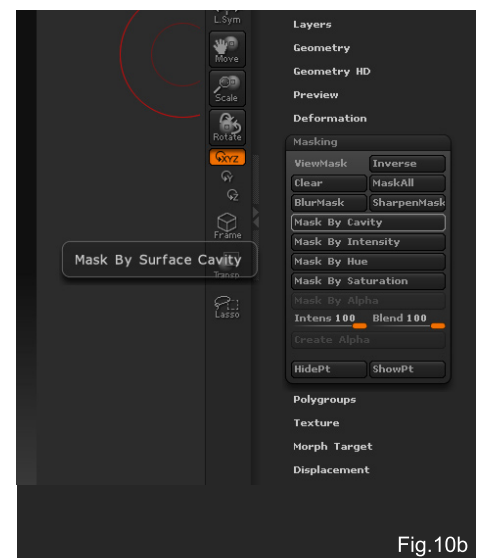 L.Sym
Move
Scale
Rotate
XYZ
Y
Z
Frame
Mask By Surface Cavity
Transp
Lasso
Layers
Geometry
Geometry HD
Preview
Deformation
Masking
ViewMask Inverse
Clear MaskAll
BlurMask SharpenMask
Mask By Cavity
Mask By Intensity
Mask By Hue
Mask By Saturation
Mask By Alpha
Intens 100 Blend 100
Create Alpha
HidePt ShowPt
Polygroups
Texture
Morph Target
Displacement
Fig.10b